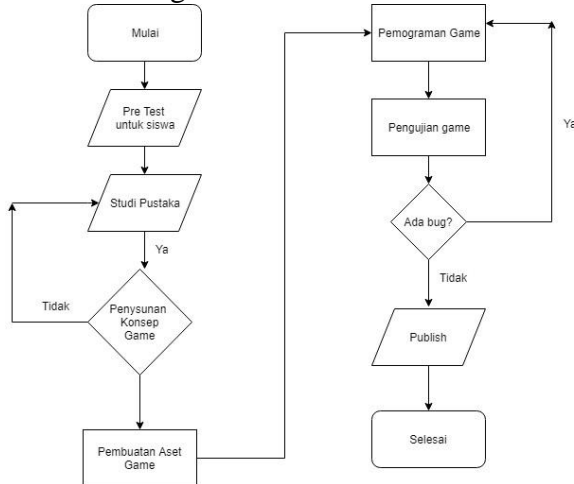 Mulai
Pre Test
untuk siswa
Studi Pustaka
Ya
Tidak
Penysunan
Konsep
Game
Pembuatan Aset
Game
Pemograman Game
Pengujian game
Ya
Ada bug?
Tidak
Publish
Selesai